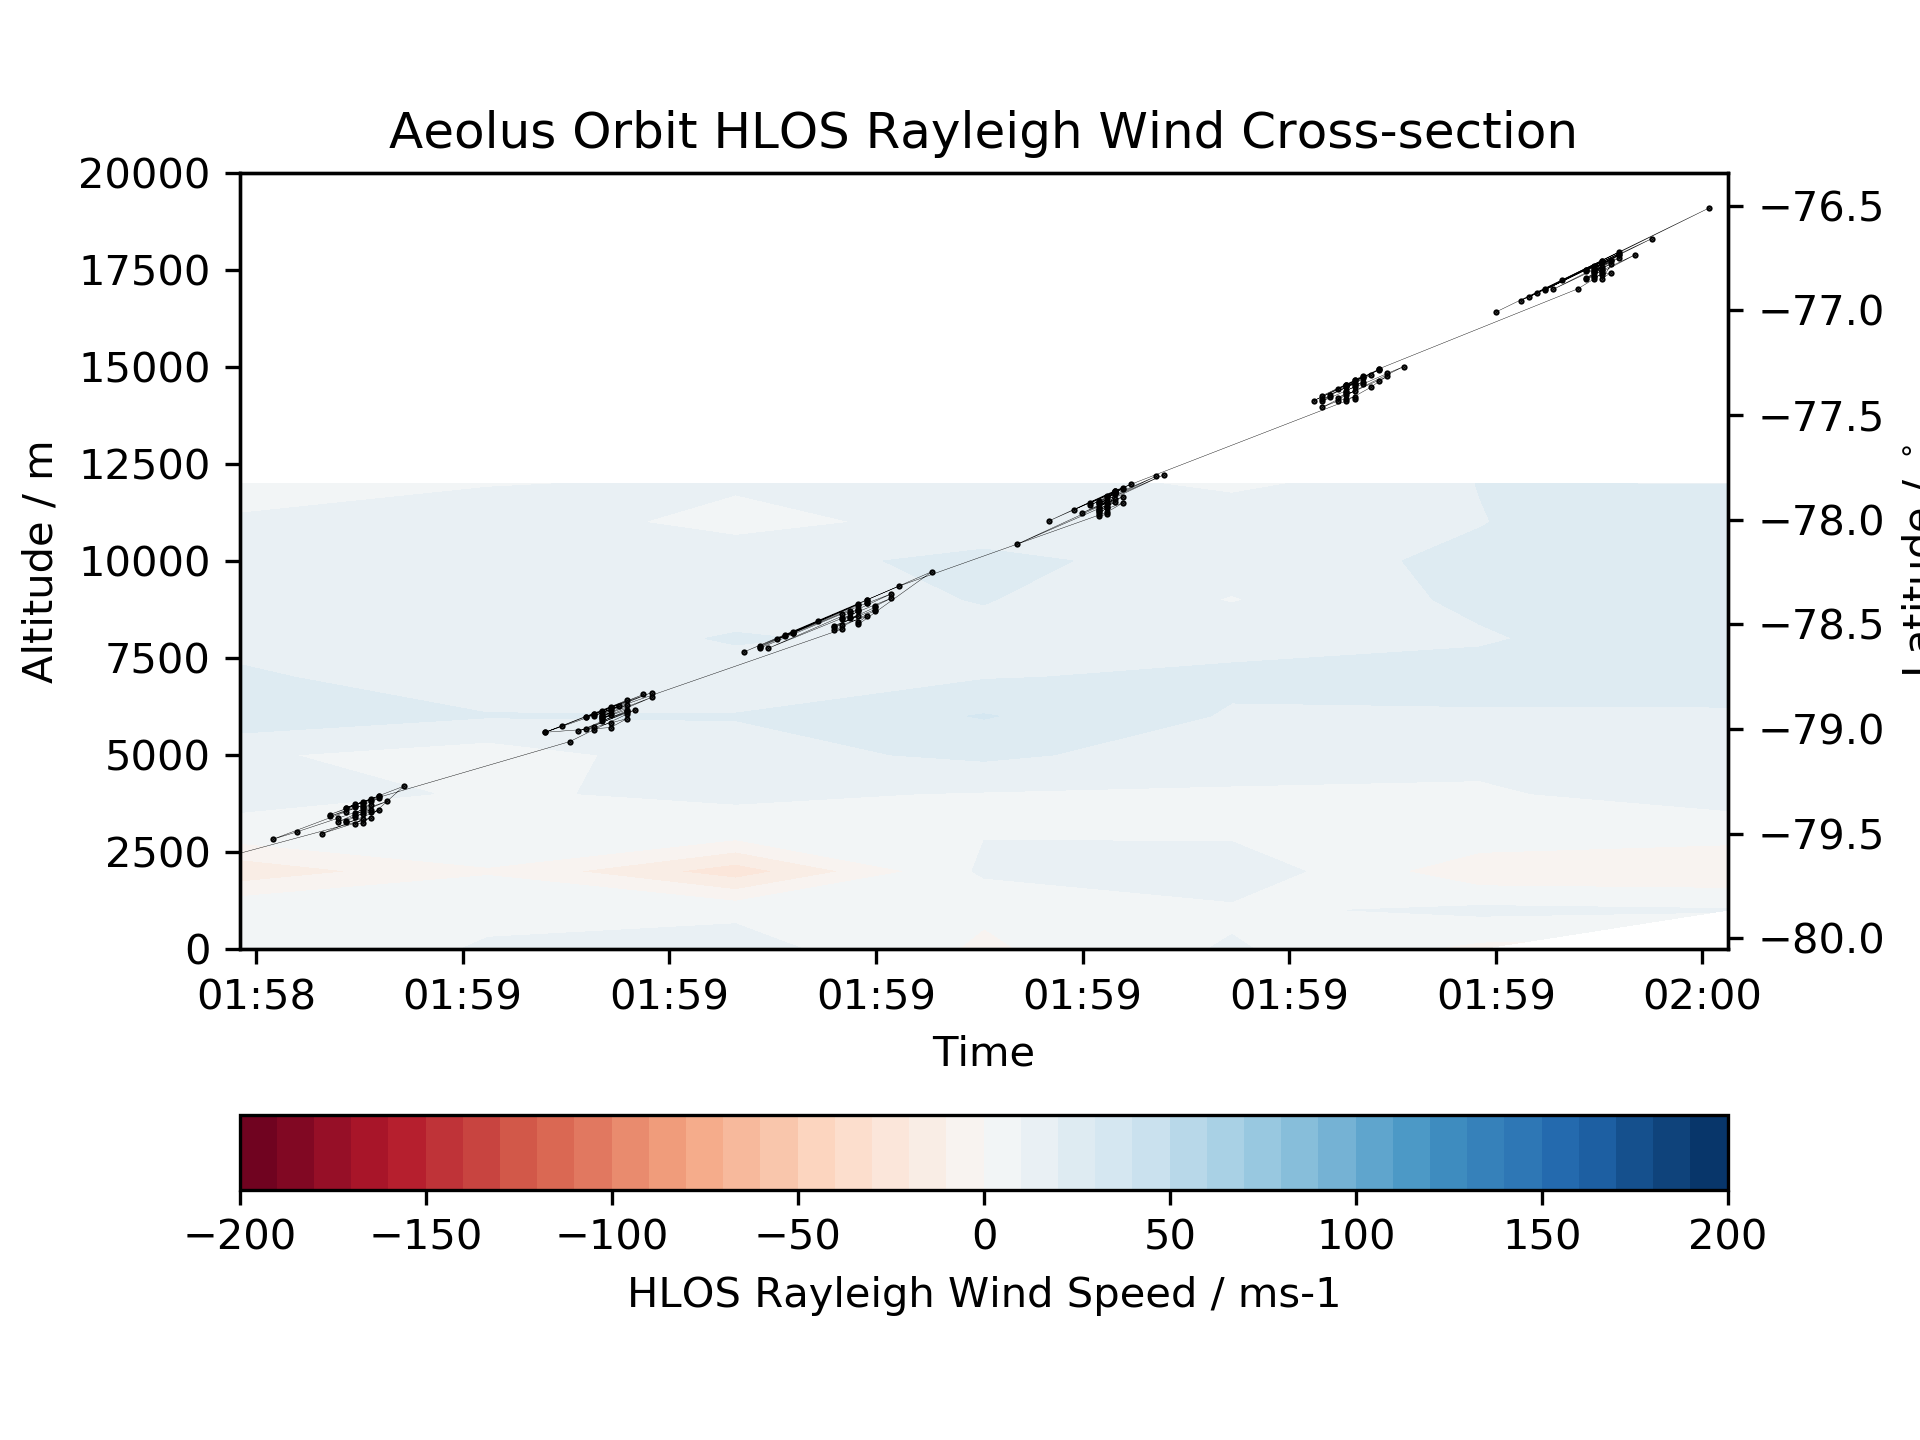 Aeolus Orbit HLOS Rayleigh Wind Cross-section
20000
17500
15000
12500
10000
7500
5000
2500
0
Altitude / m
−76.5
−77.0
−77.5
−78.0
−78.5
−79.0
−79.5
−80.0
Latitude / °
01:58 01:59 01:59 01:59 01:59 01:59 01:59 02:00
Time
−200 −150 −100 −50 0 50 100 150 200
HLOS Rayleigh Wind Speed / ms-1